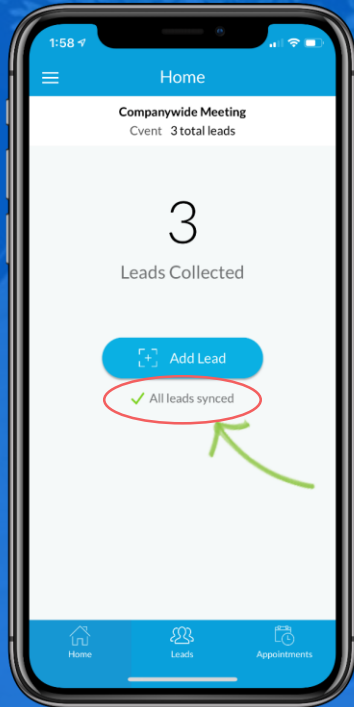 1:58
Home
Companywide Meeting
Cvent 3 total leads
3
Leads Collected
Add Lead
All leads synced
Home
Leads
Appointments